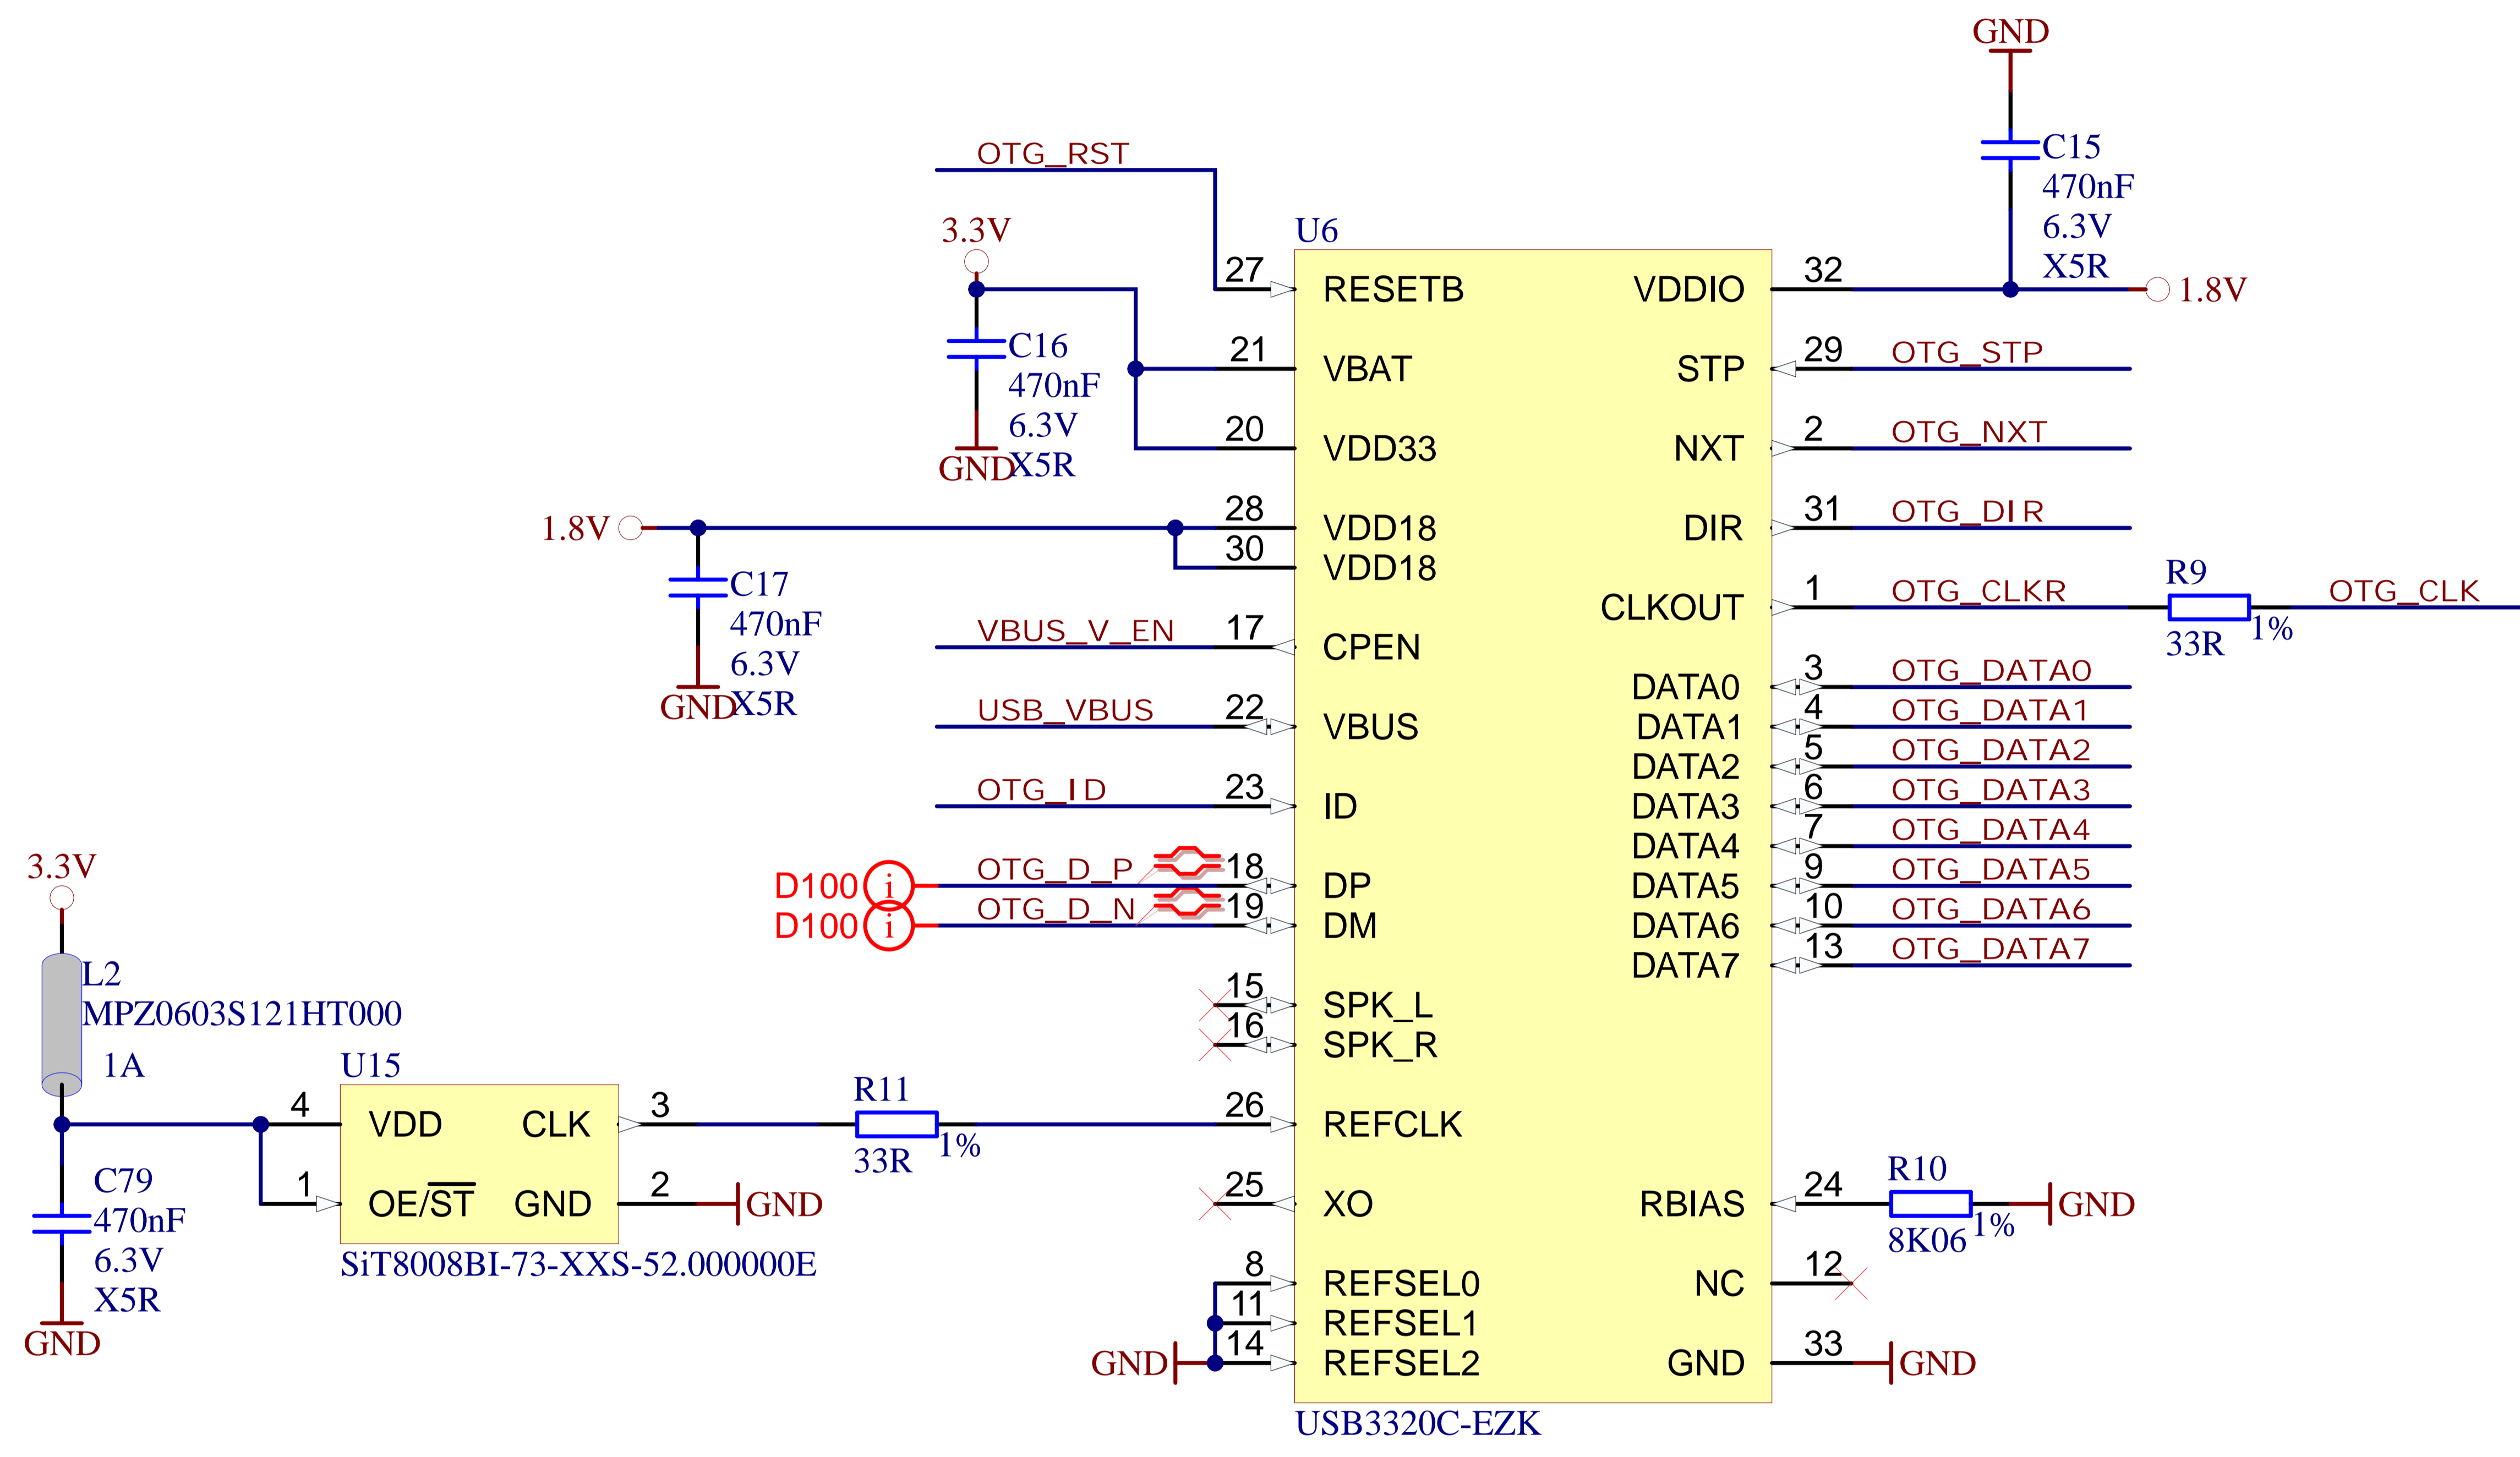 GND
C15
470nF
6.3V
X5R
OTG_RST
3.3V
C16
470nF
6.3V
X5R
GND
1.8V
C17
470nF
6.3V
X5R
GND
VBUS_V_EN
USB_VBUS
OTG_ID
D100 i OTG_D_P
D100 i OTG_D_N
U6
27 RESETB VDDIO 32 1.8V
21 VBAT STP 29 OTG_STP
20 VDD33 NXT 2 OTG_NXT
28 VDD18 DIR 31 OTG_DIR
30 VDD18
CLKOUT 1 OTG_CLKR
R9
33R
1%
OTG_CLK
17 CPEN
DATA0 3 OTG_DATA0
22 VBUS DATA1 4 OTG_DATA1
DATA2 5 OTG_DATA2
23 ID DATA3 6 OTG_DATA3
DATA4 7 OTG_DATA4
18 DP DATA5 9 OTG_DATA5
19 DM DATA6 10 OTG_DATA6
DATA7 13 OTG_DATA7
15 SPK_L
16 SPK_R
26 REFCLK
25 XO RBIAS 24
R10
8K06
1%
GND
8 REFSEL0 NC 12
11 REFSEL1
GND 14 REFSEL2 GND 33 GND
USB3320C-EZK
3.3V
L2
MPZ0603S121HT000
1A
C79
470nF
6.3V
X5R
GND
U15
4 VDD CLK 3
1 OE/ST GND 2 GND
SiT8008BI-73-XXS-52.000000E
R11
33R
1%